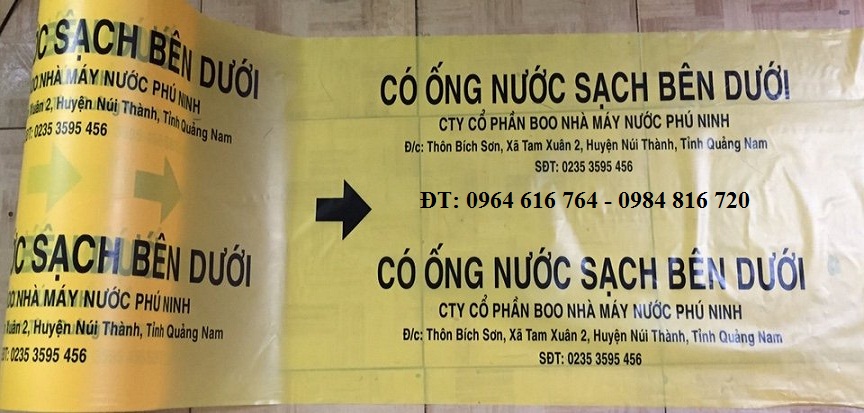 C SẠCH BÊN DƯỚI
OO NHÀ MÁY NƯỚC PHÚ NINH
Xuân 2, Huyện Núi Thành, Tỉnh Quảng Nam
ĐT: 0235 3595 456
CÓ ỐNG NƯỚC SẠCH BÊN DƯỚI
CTY CỔ PHẦN BOO NHÀ MÁY NƯỚC PHÚ NINH
Đ/c: Thôn Bích Sơn, Xã Tam Xuân 2, Huyện Núi Thành, Tỉnh Quảng Nam
SĐT: 0235 3595 456
ĐT: 0964 616 764 - 0984 816 720
ỚC SẠCH BÊN DƯỚI
OO NHÀ MÁY NƯỚC PHÚ NINH
Xuân 2, Huyện Núi Thành, Tỉnh Quảng Nam
ĐT: 0235 3595 456
CÓ ỐNG NƯỚC SẠCH BÊN DƯỚI
CTY CỔ PHẦN BOO NHÀ MÁY NƯỚC PHÚ NINH
Đ/c: Thôn Bích Sơn, Xã Tam Xuân 2, Huyện Núi Thành, Tỉnh Quảng Nam
SĐT: 0235 3595 456